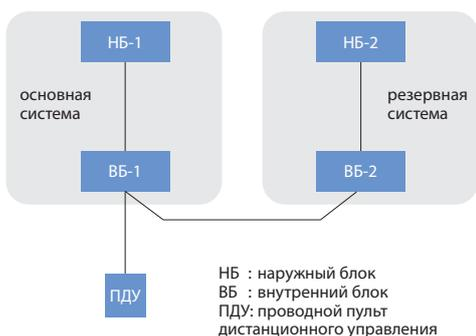 НБ-1
НБ-2
основная
система
резервная
система
ВБ-1
ВБ-2
ПДУ
НБ : наружный блок
ВБ : внутренний блок
ПДУ: проводной пульт
дистанционного управления